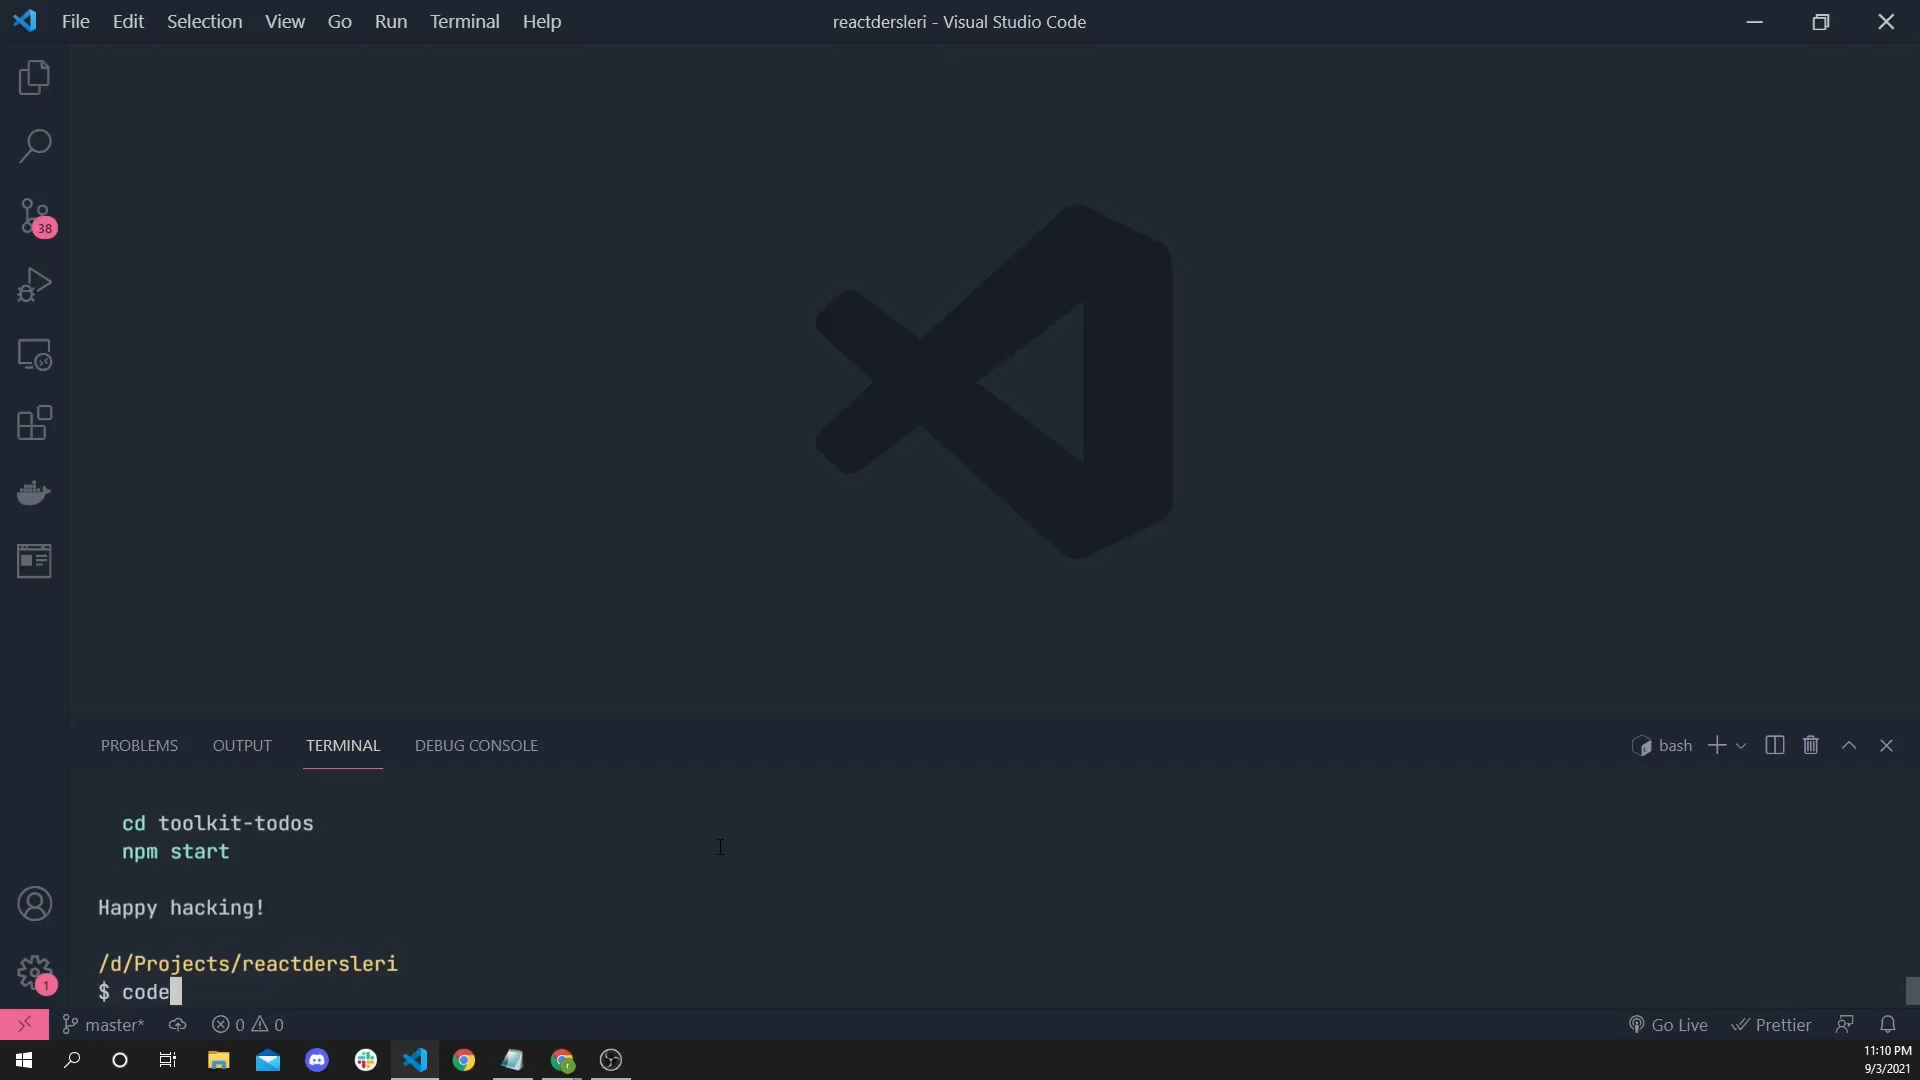 File Edit Selection View Go Run Terminal Help
reactdersleri - Visual Studio Code
38
PROBLEMS OUTPUT TERMINAL DEBUG CONSOLE
bash
cd toolkit-todos
npm start
Happy hacking!
/d/Projects/reactdersleri
$ code
1
master* 0 0
Go Live Prettier
11:10 PM
9/3/2021